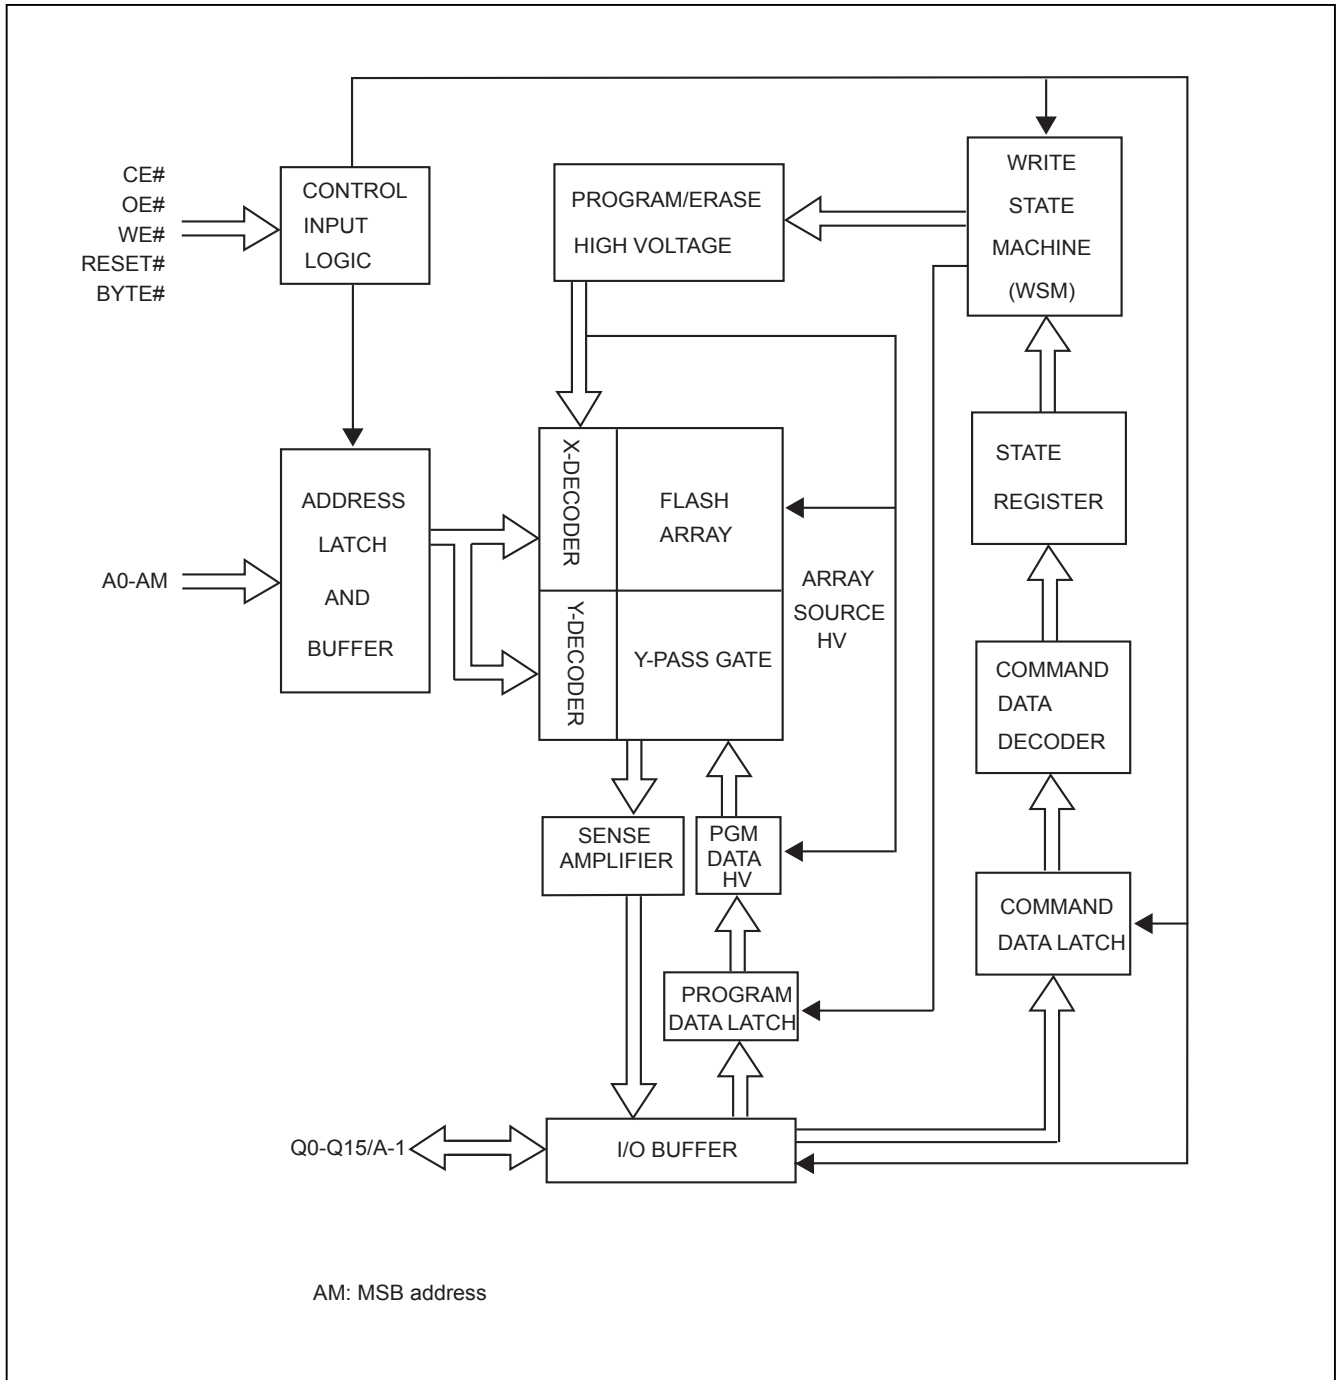 CE#
OE#
WE#
RESET#
BYTE#
CONTROL
INPUT
LOGIC
PROGRAM/ERASE
HIGH VOLTAGE
WRITE
STATE
MACHINE
(WSM)
STATE
REGISTER
A0-AM
ADDRESS
LATCH
AND
BUFFER
X-DECODER
FLASH
ARRAY
Y-DECODER
Y-PASS GATE
ARRAY
SOURCE
HV
COMMAND
DATA
DECODER
SENSE
AMPLIFIER
PGM
DATA
HV
COMMAND
DATA LATCH
PROGRAM
DATA LATCH
Q0-Q15/A-1
I/O BUFFER
AM: MSB address